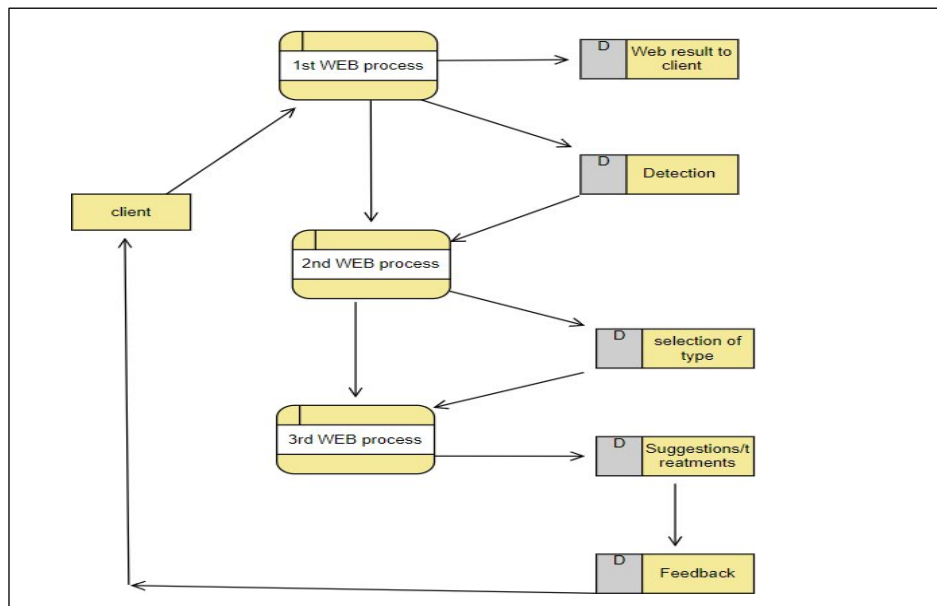 D
Web result to
client
1st WEB process
D
Detection
client
2nd WEB process
D
selection of
type
3rd WEB process
D
Suggestions/t
reatments
D
Feedback